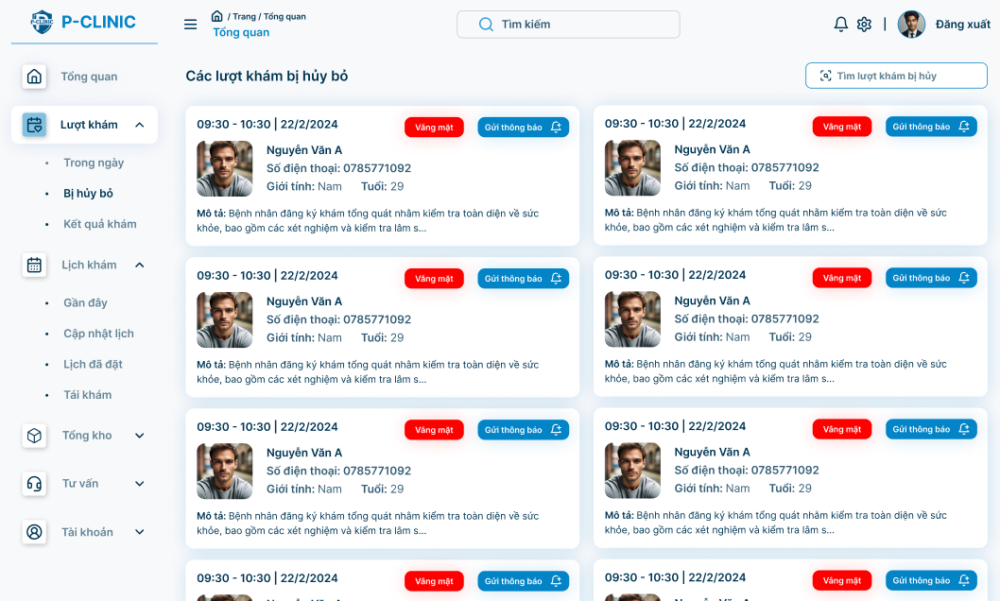 P-CLINIC
P-CLINIC
/ Trang / Tổng quan
Tổng quan
Tìm kiếm
|
Đăng xuất
Tổng quan
Lượt khám
Trong ngày
Bị hủy bỏ
Kết quả khám
Lịch khám
Gần đây
Cập nhật lịch
Lịch đã đặt
Tái khám
Tổng kho
Tư vấn
Tài khoản
Các lượt khám bị hủy bỏ
Tìm lượt khám bị hủy
09:30 - 10:30 | 22/2/2024
Vắng mặt
Gửi thông báo
Nguyễn Văn A
Số điện thoại: 0785771092
Giới tính: Nam Tuổi: 29
Mô tả: Bệnh nhân đăng ký khám tổng quát nhằm kiểm tra toàn diện về sức
khỏe, bao gồm các xét nghiệm và kiểm tra lâm s...
09:30 - 10:30 | 22/2/2024
Vắng mặt
Gửi thông báo
Nguyễn Văn A
Số điện thoại: 0785771092
Giới tính: Nam Tuổi: 29
Mô tả: Bệnh nhân đăng ký khám tổng quát nhằm kiểm tra toàn diện về sức
khỏe, bao gồm các xét nghiệm và kiểm tra lâm s...
09:30 - 10:30 | 22/2/2024
Vắng mặt
Gửi thông báo
Nguyễn Văn A
Số điện thoại: 0785771092
Giới tính: Nam Tuổi: 29
Mô tả: Bệnh nhân đăng ký khám tổng quát nhằm kiểm tra toàn diện về sức
khỏe, bao gồm các xét nghiệm và kiểm tra lâm s...
09:30 - 10:30 | 22/2/2024
Vắng mặt
Gửi thông báo
Nguyễn Văn A
Số điện thoại: 0785771092
Giới tính: Nam Tuổi: 29
Mô tả: Bệnh nhân đăng ký khám tổng quát nhằm kiểm tra toàn diện về sức
khỏe, bao gồm các xét nghiệm và kiểm tra lâm s...
09:30 - 10:30 | 22/2/2024
Vắng mặt
Gửi thông báo
Nguyễn Văn A
Số điện thoại: 0785771092
Giới tính: Nam Tuổi: 29
Mô tả: Bệnh nhân đăng ký khám tổng quát nhằm kiểm tra toàn diện về sức
khỏe, bao gồm các xét nghiệm và kiểm tra lâm s...
09:30 - 10:30 | 22/2/2024
Vắng mặt
Gửi thông báo
Nguyễn Văn A
Số điện thoại: 0785771092
Giới tính: Nam Tuổi: 29
Mô tả: Bệnh nhân đăng ký khám tổng quát nhằm kiểm tra toàn diện về sức
khỏe, bao gồm các xét nghiệm và kiểm tra lâm s...
09:30 - 10:30 | 22/2/2024
Vắng mặt
Gửi thông báo
09:30 - 10:30 | 22/2/2024
Vắng mặt
Gửi thông báo